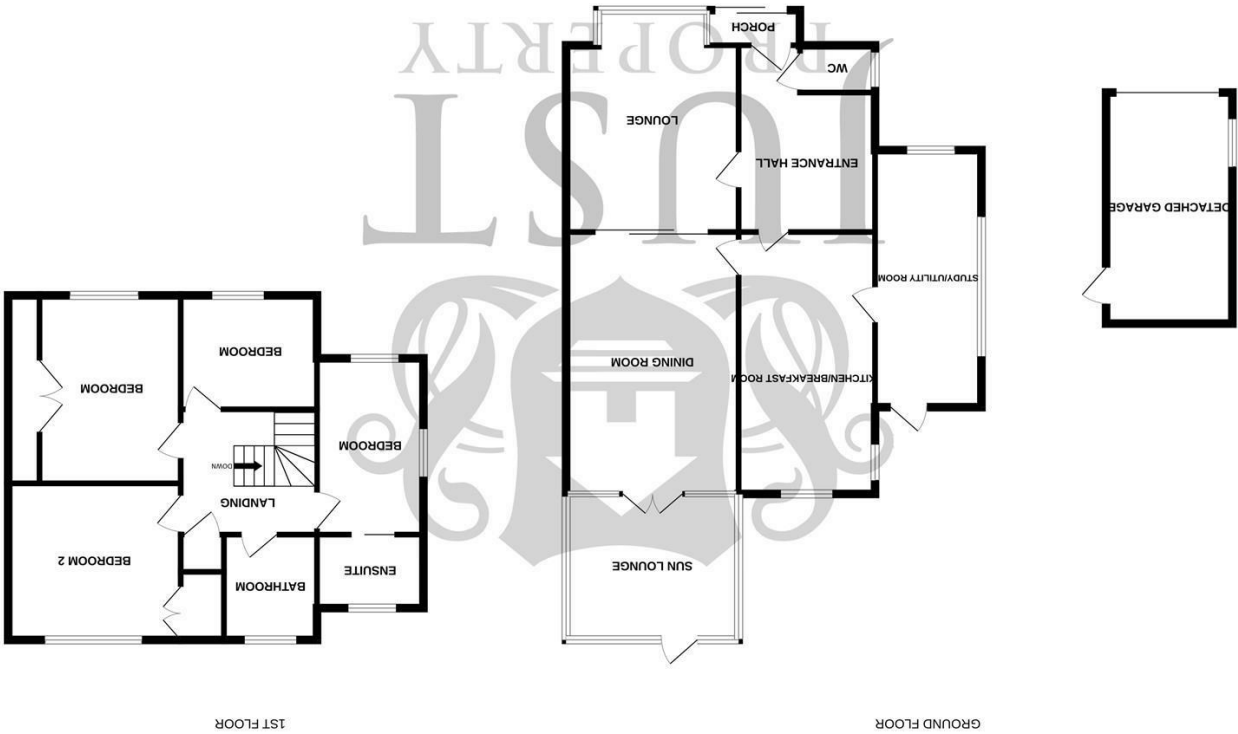 GROUND FLOOR
1ST FLOOR
DETACHED GARAGE
STUDY/UTILITY ROOM
SUN LOUNGE
KITCHEN/BREAKFAST ROOM
DINING ROOM
ENTRANCE HALL
LOUNGE
WC
PORCH
ENSUITE
BATHROOM
BEDROOM 2
LANDING
DOWN
BEDROOM
BEDROOM
BEDROOM
JUST
PROPERTY